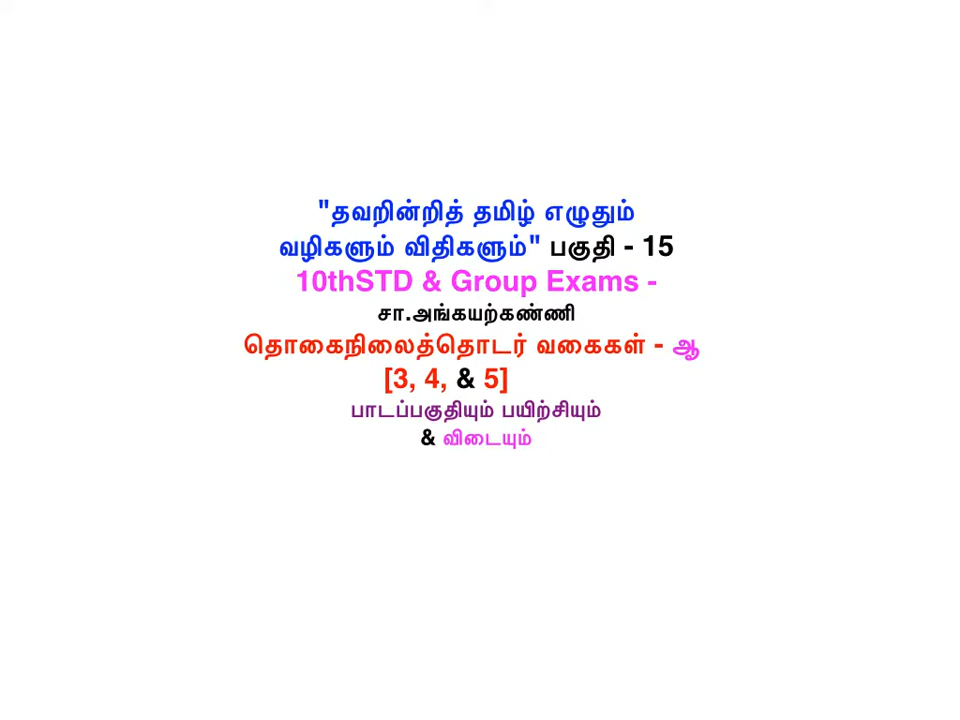 "தவறின்றித் தமிழ் எழுதும்
வழிகளும் விதிகளும்" பகுதி - 15
10thSTD & Group Exams -
சா.அங்கயற்கண்ணி
தொகைநிலைத்தொடர் வகைகள் - ஆ
[3, 4, & 5]
பாடப்பகுதியும் பயிற்சியும்
& விடையும்